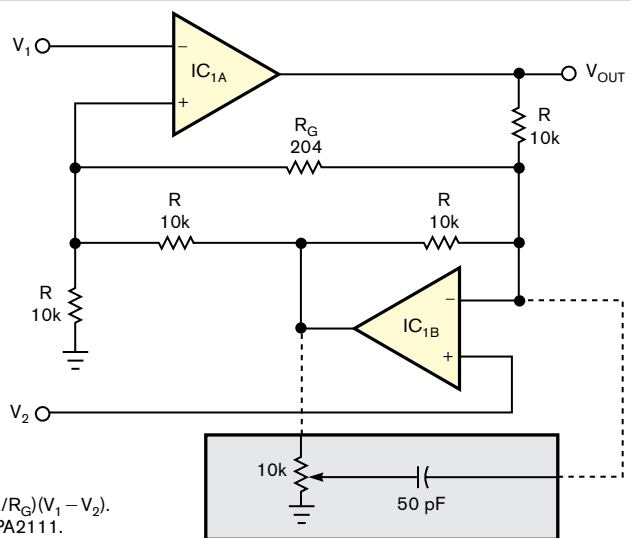 V1
−
IC1A
+
VOUT
R
10k
RG
204
R
10k
R
10k
R
10k
−
IC1B
+
V2
10k
50 pF
/RG)(V1 – V2).
PA2111.